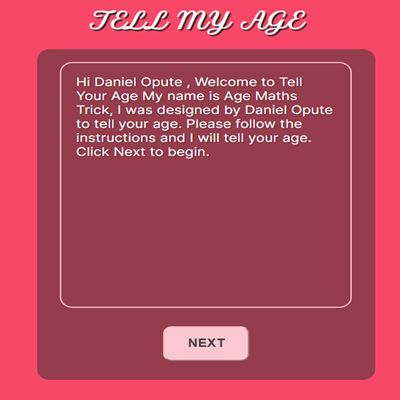 TELL MY AGE
Hi Daniel Opute , Welcome to Tell
Your Age My name is Age Maths
Trick, I was designed by Daniel Opute
to tell your age. Please follow the
instructions and I will tell your age.
Click Next to begin.
NEXT